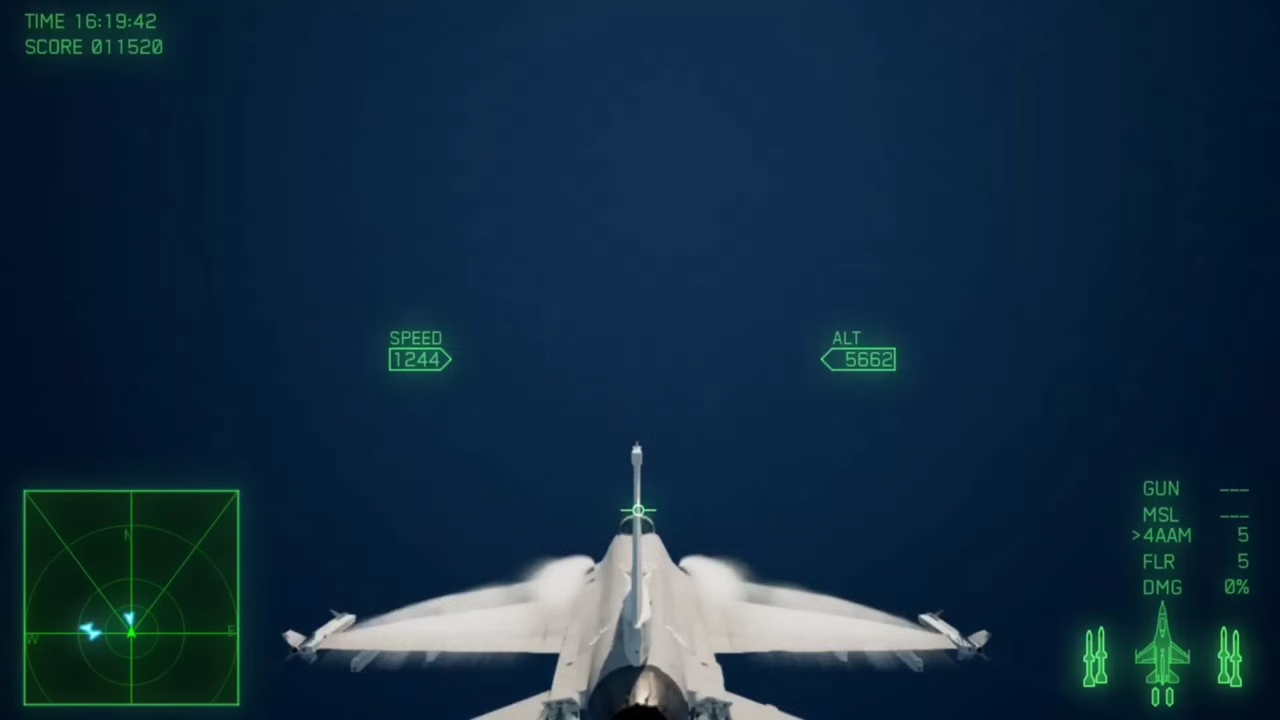 TIME 16:19:42
SCORE 011520
SPEED
1244
ALT
5662
N
W
E
GUN ---
MSL ---
>4AAM 5
FLR 5
DMG 0%